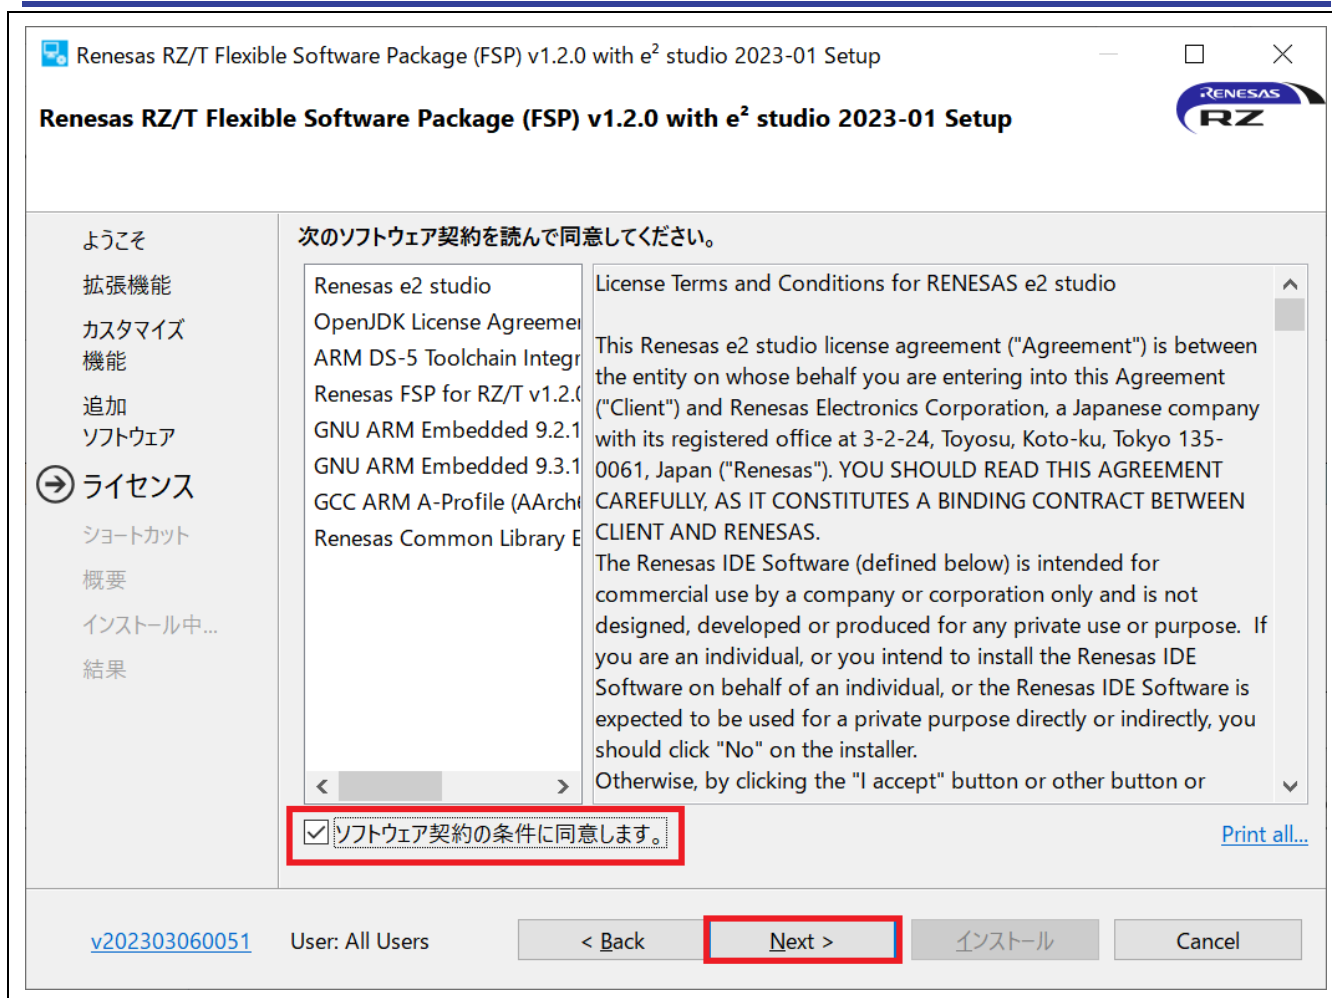 Renesas RZ/T Flexible Software Package (FSP) v1.2.0 with e² studio 2023-01 Setup
Renesas RZ/T Flexible Software Package (FSP) v1.2.0 with e² studio 2023-01 Setup
RENESAS
RZ
ようこそ
拡張機能
カスタマイズ
機能
追加
ソフトウェア
ライセンス
ショートカット
概要
インストール中...
結果
次のソフトウェア契約を読んで同意してください。
Renesas e2 studio
OpenJDK License Agreemer
ARM DS-5 Toolchain Integr
Renesas FSP for RZ/T v1.2.0
GNU ARM Embedded 9.2.1
GNU ARM Embedded 9.3.1
GCC ARM A-Profile (AArch6
Renesas Common Library E
License Terms and Conditions for RENESAS e2 studio
This Renesas e2 studio license agreement ("Agreement") is between
the entity on whose behalf you are entering into this Agreement
("Client") and Renesas Electronics Corporation, a Japanese company
with its registered office at 3-2-24, Toyosu, Koto-ku, Tokyo 135-
0061, Japan ("Renesas"). YOU SHOULD READ THIS AGREEMENT
CAREFULLY, AS IT CONSTITUTES A BINDING CONTRACT BETWEEN
CLIENT AND RENESAS.
The Renesas IDE Software (defined below) is intended for
commercial use by a company or corporation only and is not
designed, developed or produced for any private use or purpose.  If
you are an individual, or you intend to install the Renesas IDE
Software on behalf of an individual, or the Renesas IDE Software is
expected to be used for a private purpose directly or indirectly, you
should click "No" on the installer.
Otherwise, by clicking the "I accept" button or other button or
ソフトウェア契約の条件に同意します。
Print all...
v202303060051
User: All Users
< Back
Next >
インストール
Cancel